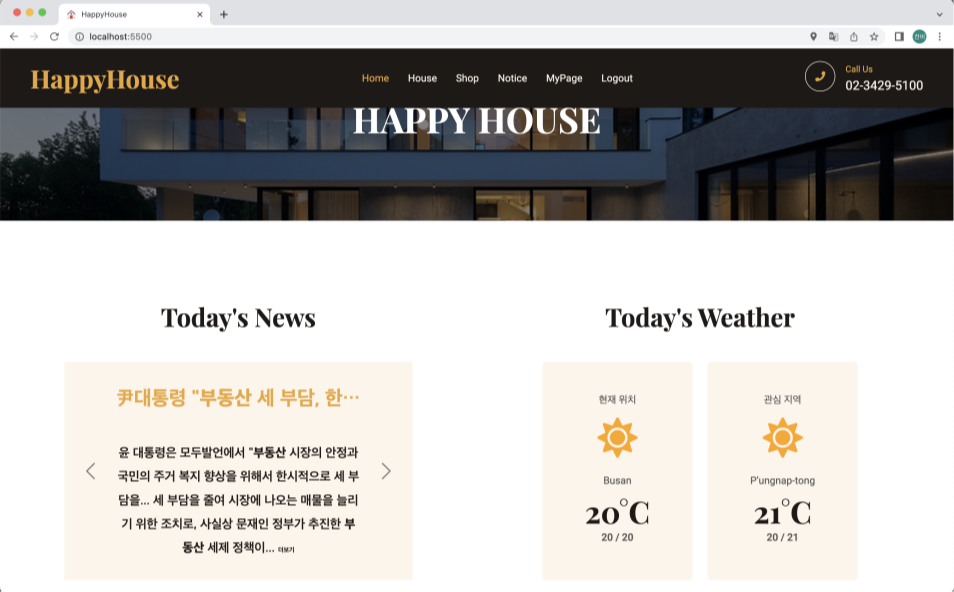 HappyHouse
localhost:5500
HappyHouse
Home House Shop Notice MyPage Logout
Call Us
02-3429-5100
HAPPY HOUSE
Today's News
尹대통령 "부동산 세 부담, 한…
윤 대통령은 모두발언에서 "부동산 시장의 안정과
국민의 주거 복지 향상을 위해서 한시적으로 세 부
담을... 세 부담을 줄여 시장에 나오는 매물을 늘리
기 위한 조치로, 사실상 문재인 정부가 추진한 부
동산 세제 정책이... 더보기
Today's Weather
현재 위치
Busan
20°C
20 / 20
관심 지역
P'ungnap-tong
21°C
20 / 21